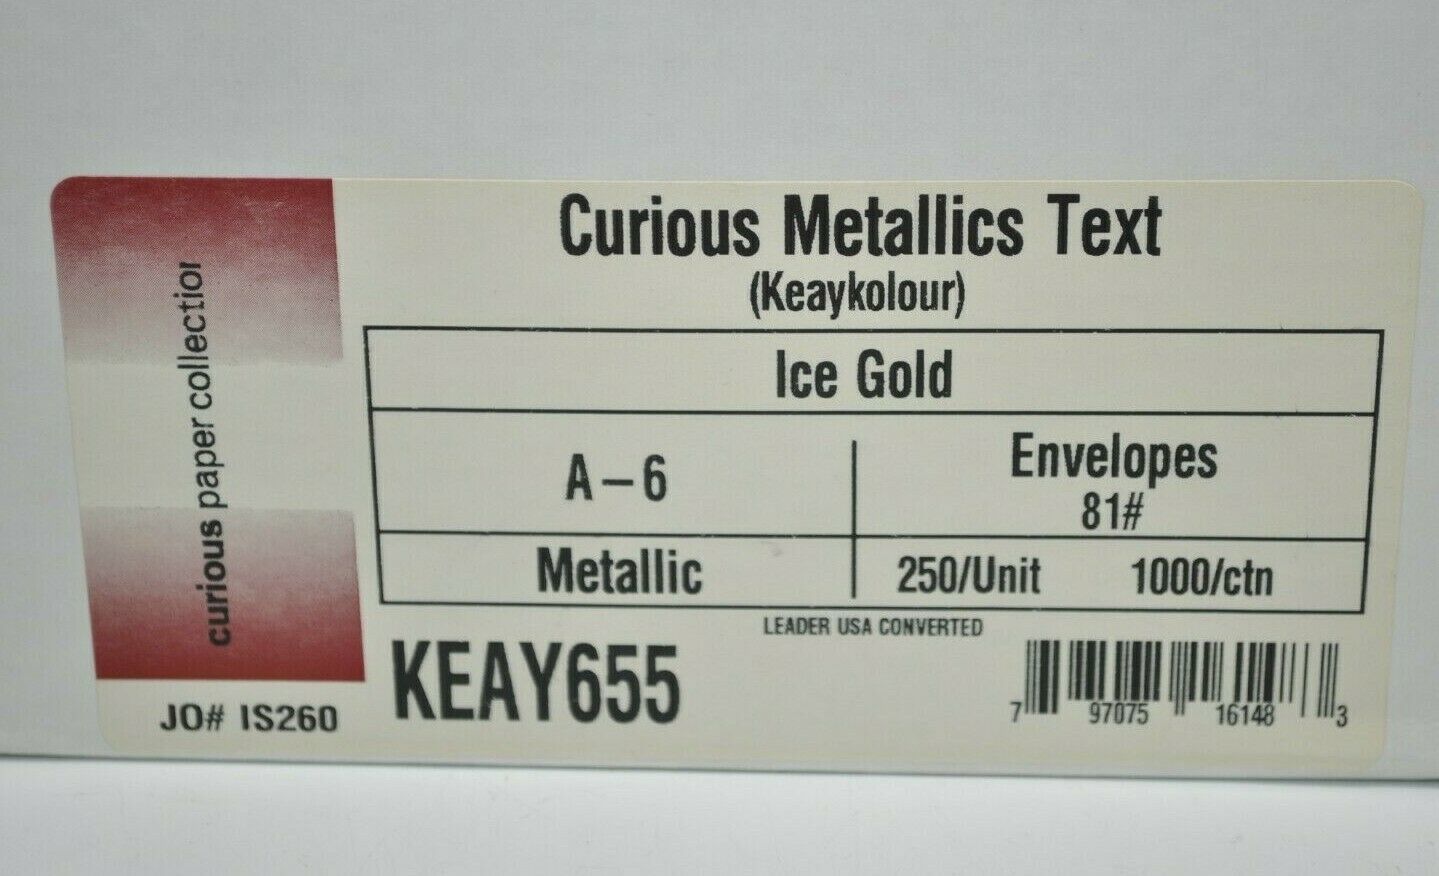 curious paper collection
Curious Metallics Text
(Keaykolour)
Ice Gold
A-6
Envelopes
81#
Metallic
250/Unit 1000/ctn
LEADER USA CONVERTED
JO# IS260
KEAY655
7 97075 16148 3